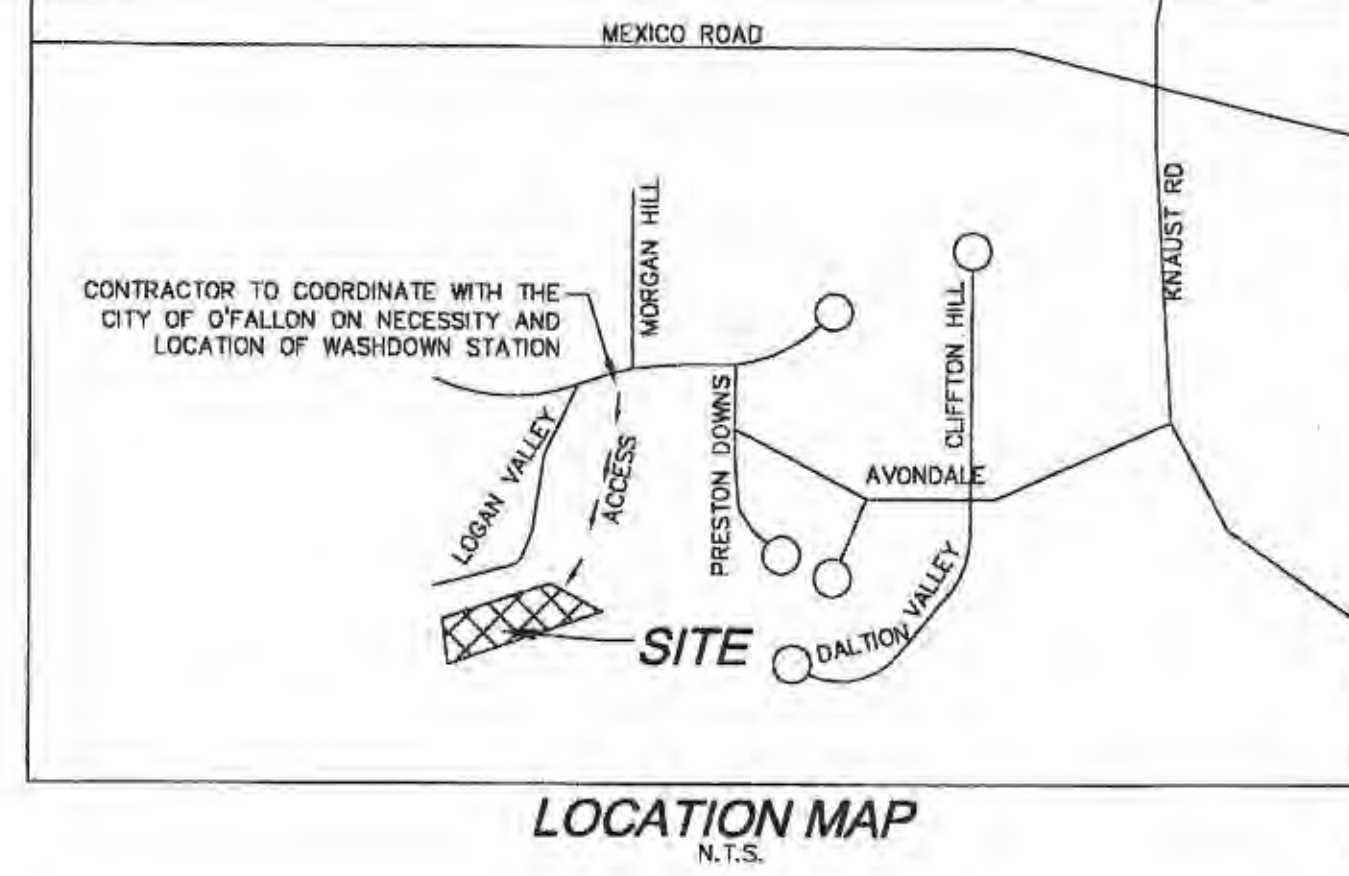 MEXICO ROAD
KNAUST RD
MORGAN HILL
CONTRACTOR TO COORDINATE WITH THE
CITY OF O'FALLON ON NECESSITY AND
LOCATION OF WASHDOWN STATION
CLIFFTON HILL
LOGAN VALLEY
ACCESS
PRESTON DOWNS
AVONDALE
SITE
DALTION VALLEY
LOCATION MAP
N.T.S.